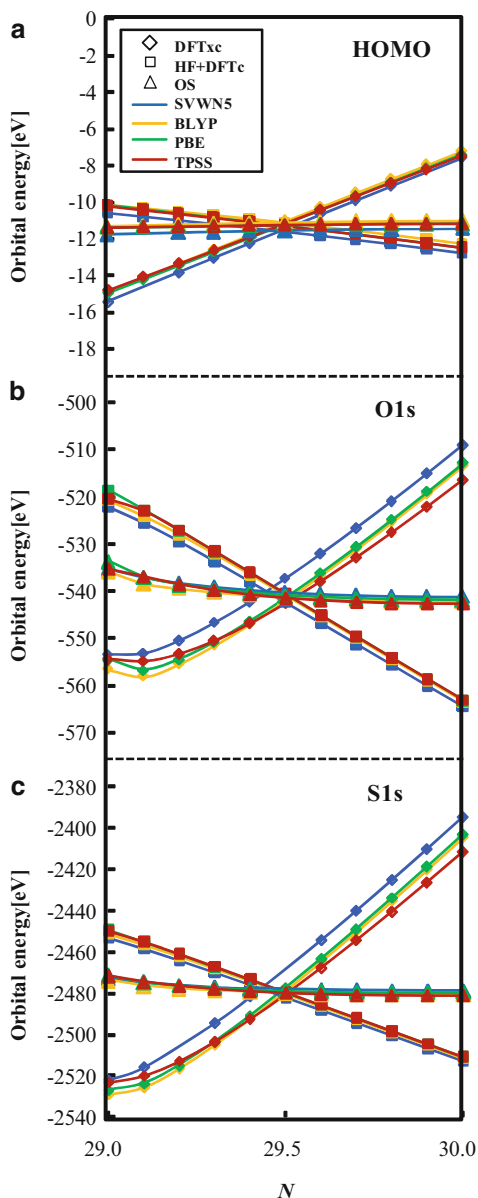 a
HOMO
DFTxc
HF+DFTc
OS
SVWN5
BLYP
PBE
TPSS
Orbital energy[eV]
0
-2
-4
-6
-8
-10
-12
-14
-16
-18
b
O1s
Orbital energy[eV]
-500
-510
-520
-530
-540
-550
-560
-570
c
S1s
Orbital energy[eV]
-2380
-2400
-2420
-2440
-2460
-2480
-2500
-2520
-2540
29.0
29.5
30.0
N